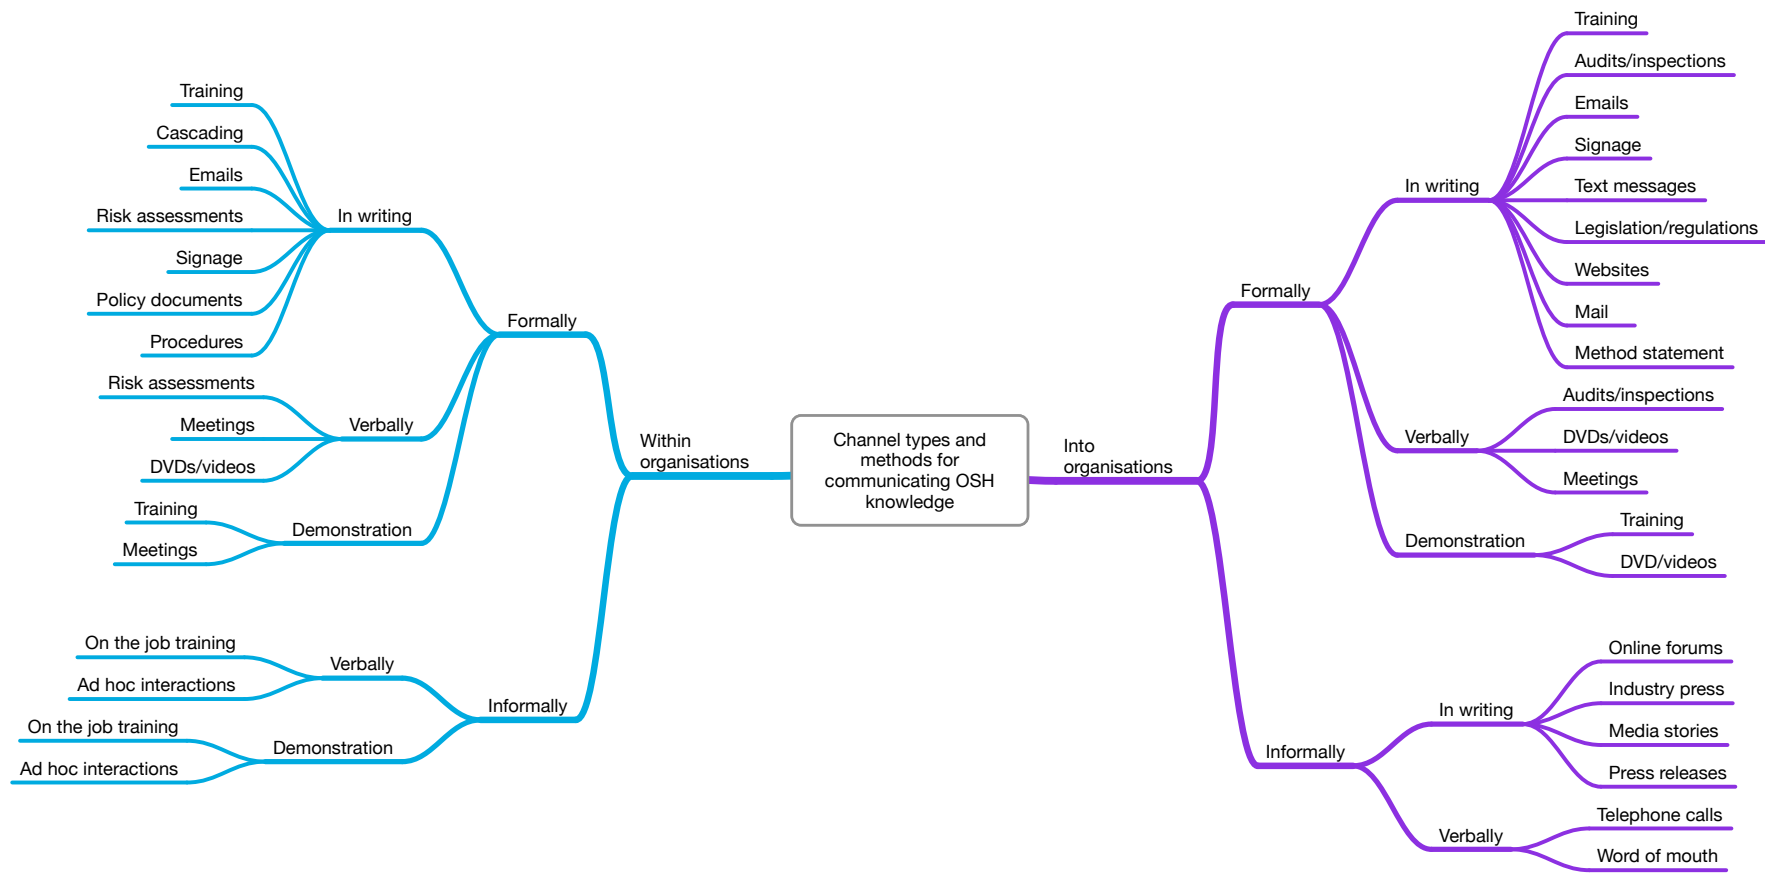 Channel types and
methods for
communicating OSH
knowledge
Within
organisations
Formally
In writing
Training
Cascading
Emails
Risk assessments
Signage
Policy documents
Procedures
Verbally
Risk assessments
Meetings
DVDs/videos
Demonstration
Training
Meetings
Informally
Verbally
On the job training
Ad hoc interactions
Demonstration
On the job training
Ad hoc interactions
Into
organisations
Formally
In writing
Training
Audits/inspections
Emails
Signage
Text messages
Legislation/regulations
Websites
Mail
Method statement
Verbally
Audits/inspections
DVDs/videos
Meetings
Demonstration
Training
DVD/videos
Informally
In writing
Online forums
Industry press
Media stories
Press releases
Verbally
Telephone calls
Word of mouth